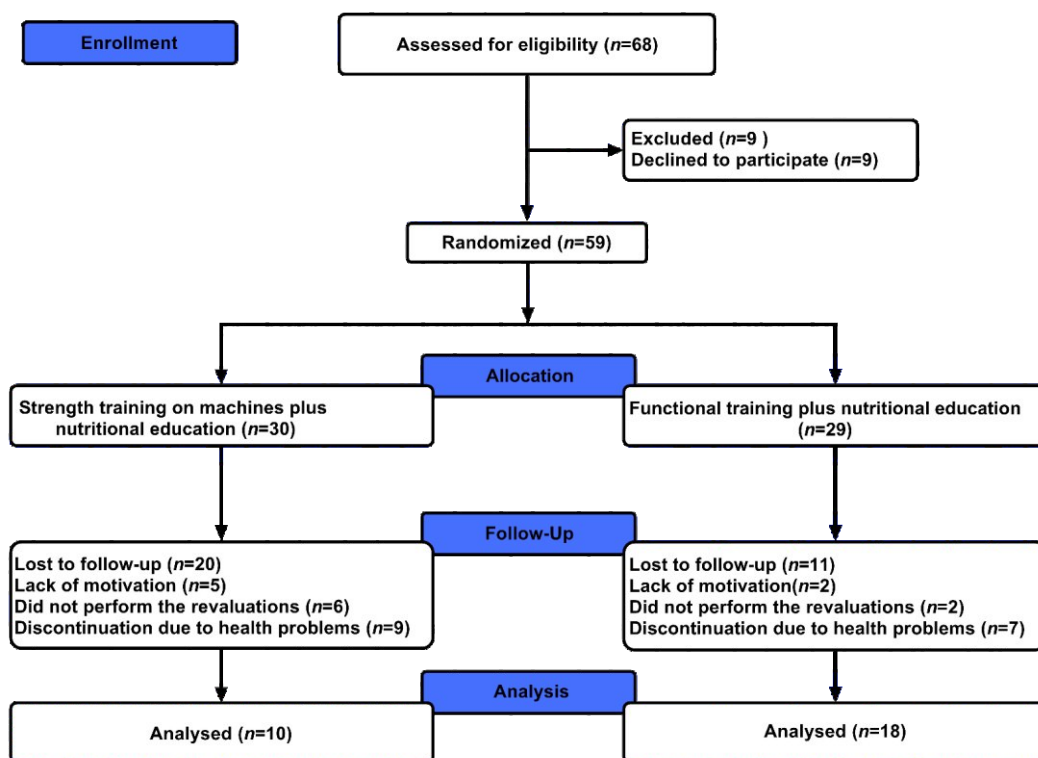 Enrollment
Assessed for eligibility (n=68)
Excluded (n=9 )
Declined to participate (n=9)
Randomized (n=59)
Allocation
Strength training on machines plus
nutritional education (n=30)
Functional training plus nutritional education
(n=29)
Follow-Up
Lost to follow-up (n=20)
Lack of motivation (n=5)
Did not perform the revaluations (n=6)
Discontinuation due to health problems (n=9)
Lost to follow-up (n=11)
Lack of motivation(n=2)
Did not perform the revaluations (n=2)
Discontinuation due to health problems (n=7)
Analysis
Analysed (n=10)
Analysed (n=18)